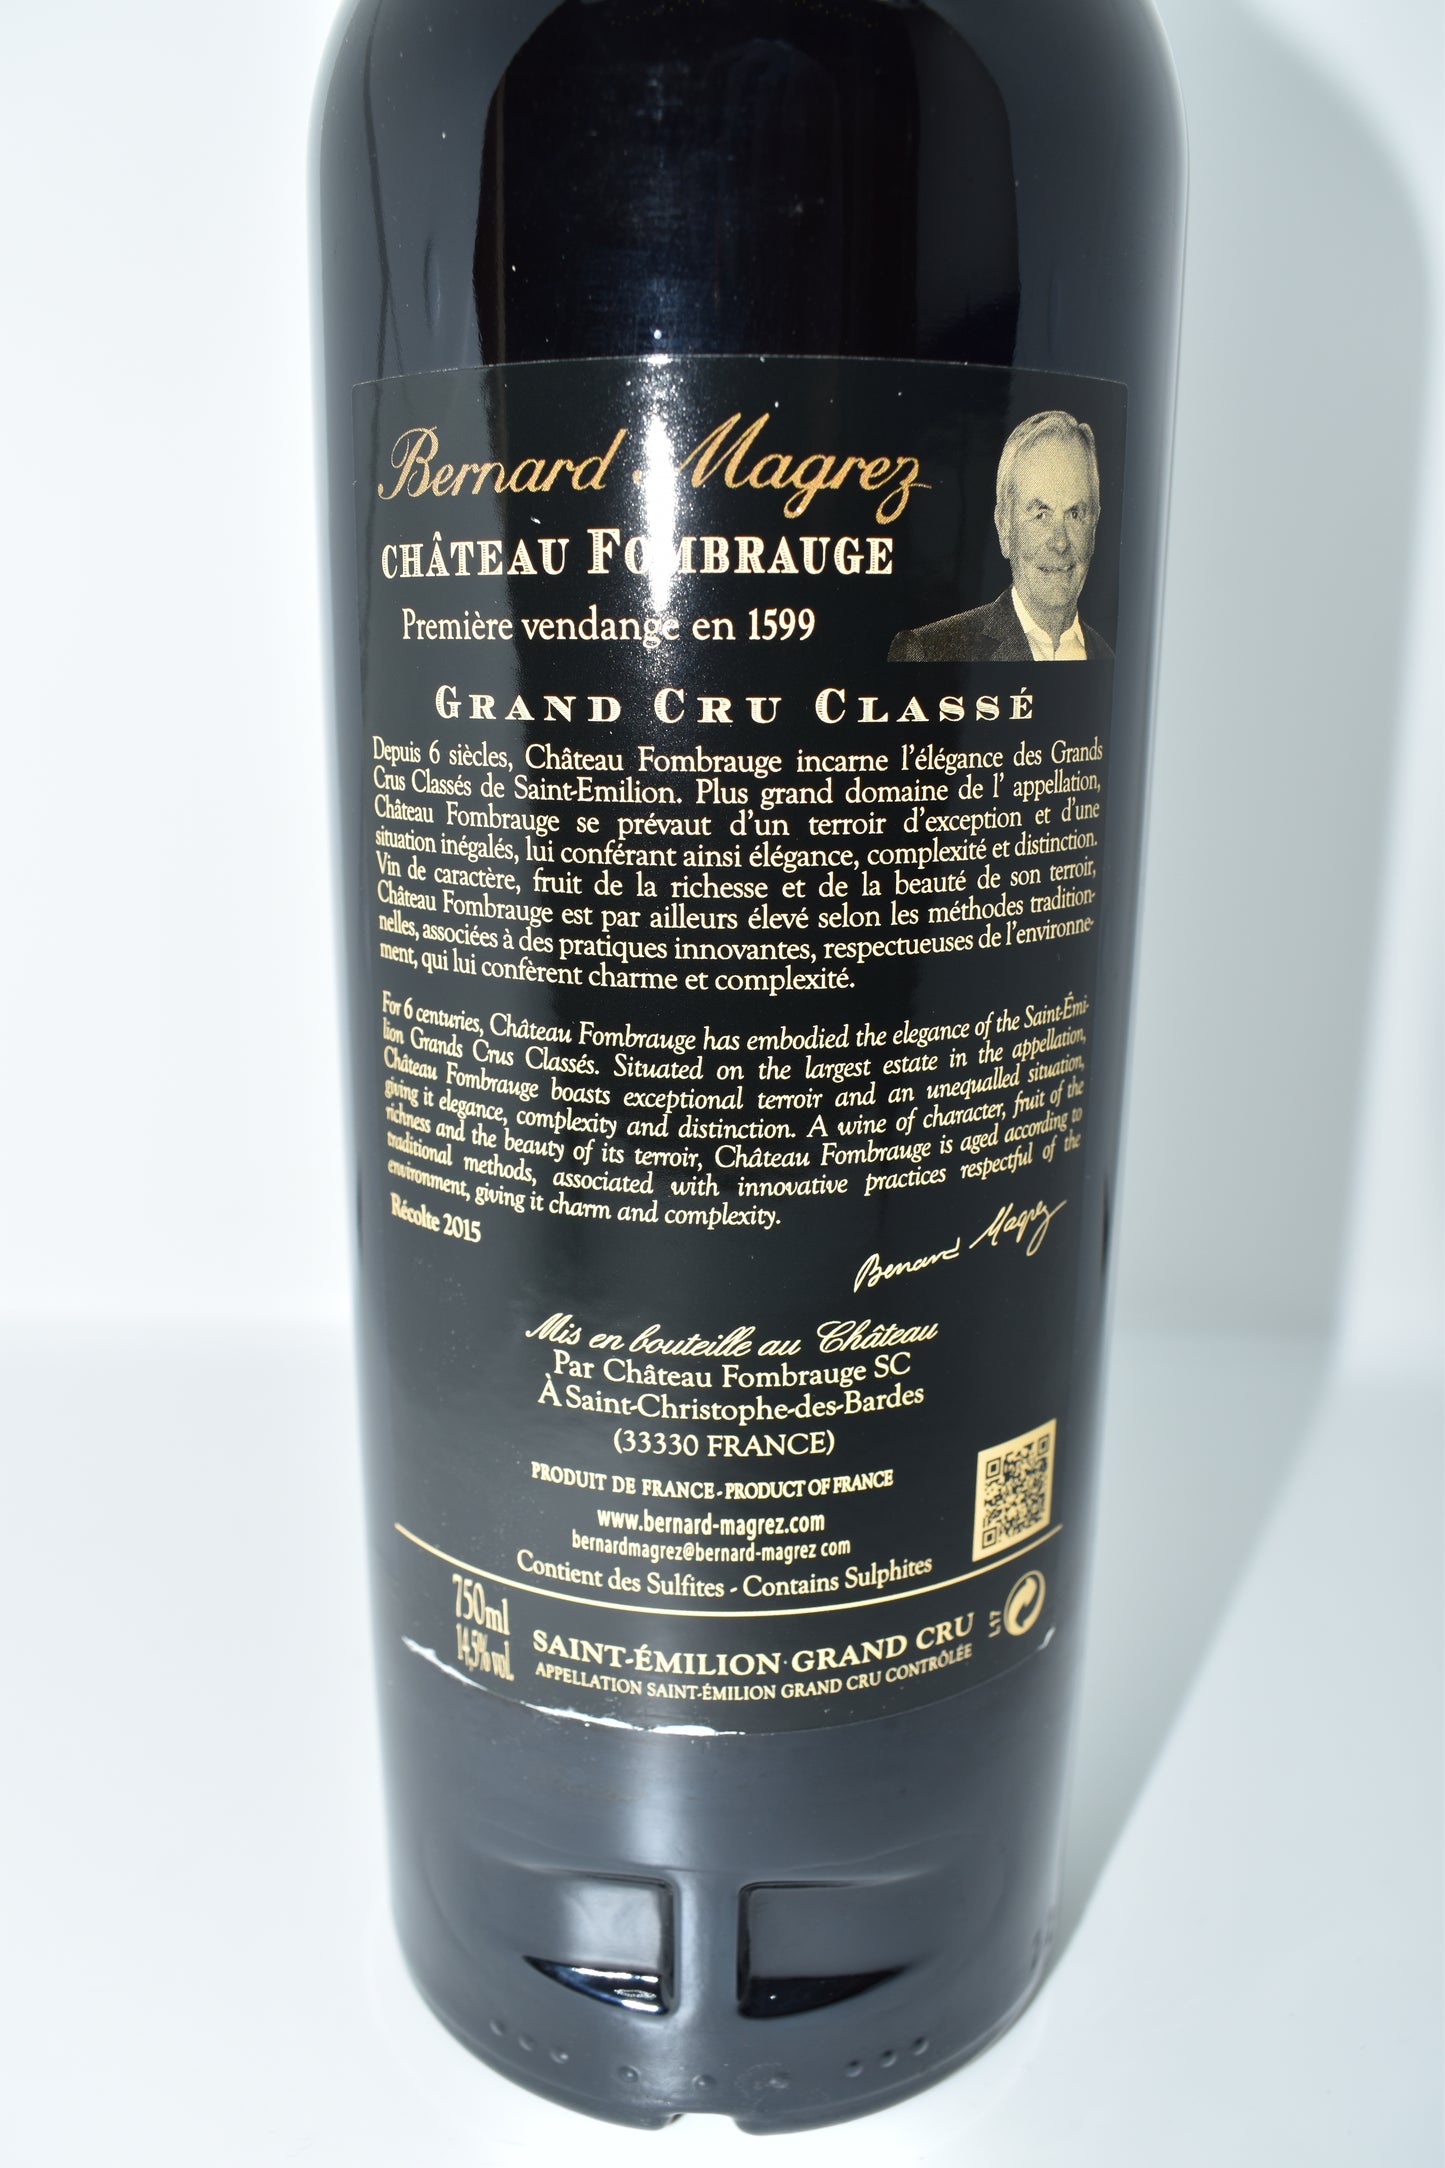 Bernard Magrez
CHÂTEAU FOMBRAUGE
Première vendange en 1599
GRAND CRU CLASSÉ
Depuis 6 siècles, Château Fombrauge incarne l'élégance des Grands
Crus Classés de Saint-Emilion. Plus grand domaine de l' appellation,
Château Fombrauge se prévaut d'un terroir d'exception et d'une
situation inégalés, lui conférant ainsi élégance, complexité et distinction.
Vin de caractère, fruit de la richesse et de la beauté de son terroir,
Château Fombrauge est par ailleurs élevé selon les méthodes tradition-
nelles, associées à des pratiques innovantes, respectueuses de l'environne-
ment, qui lui confèrent charme et complexité.
For 6 centuries, Château Fombrauge has embodied the elegance of the Saint-Émi-
lion Grands Crus Classés. Situated on the largest estate in the appellation,
Château Fombrauge boasts exceptional terroir and an unequalled situation,
giving it elegance, complexity and distinction. A wine of character, fruit of the
richness and the beauty of its terroir, Château Fombrauge is aged according to
traditional methods, associated with innovative practices respectful of the
environment, giving it charm and complexity.
Récolte 2015
Bernard Magrez
Mis en bouteille au Château
Par Château Fombrauge SC
À Saint-Christophe-des-Bardes
(33330 FRANCE)
PRODUIT DE FRANCE - PRODUCT OF FRANCE
www.bernard-magrez.com
bernardmagrez@bernard-magrez com
Contient des Sulfites - Contains Sulphites
750ml
14,5% vol.
SAINT-ÉMILION GRAND CRU
APPELLATION SAINT-ÉMILION GRAND CRU CONTRÔLÉE
L17